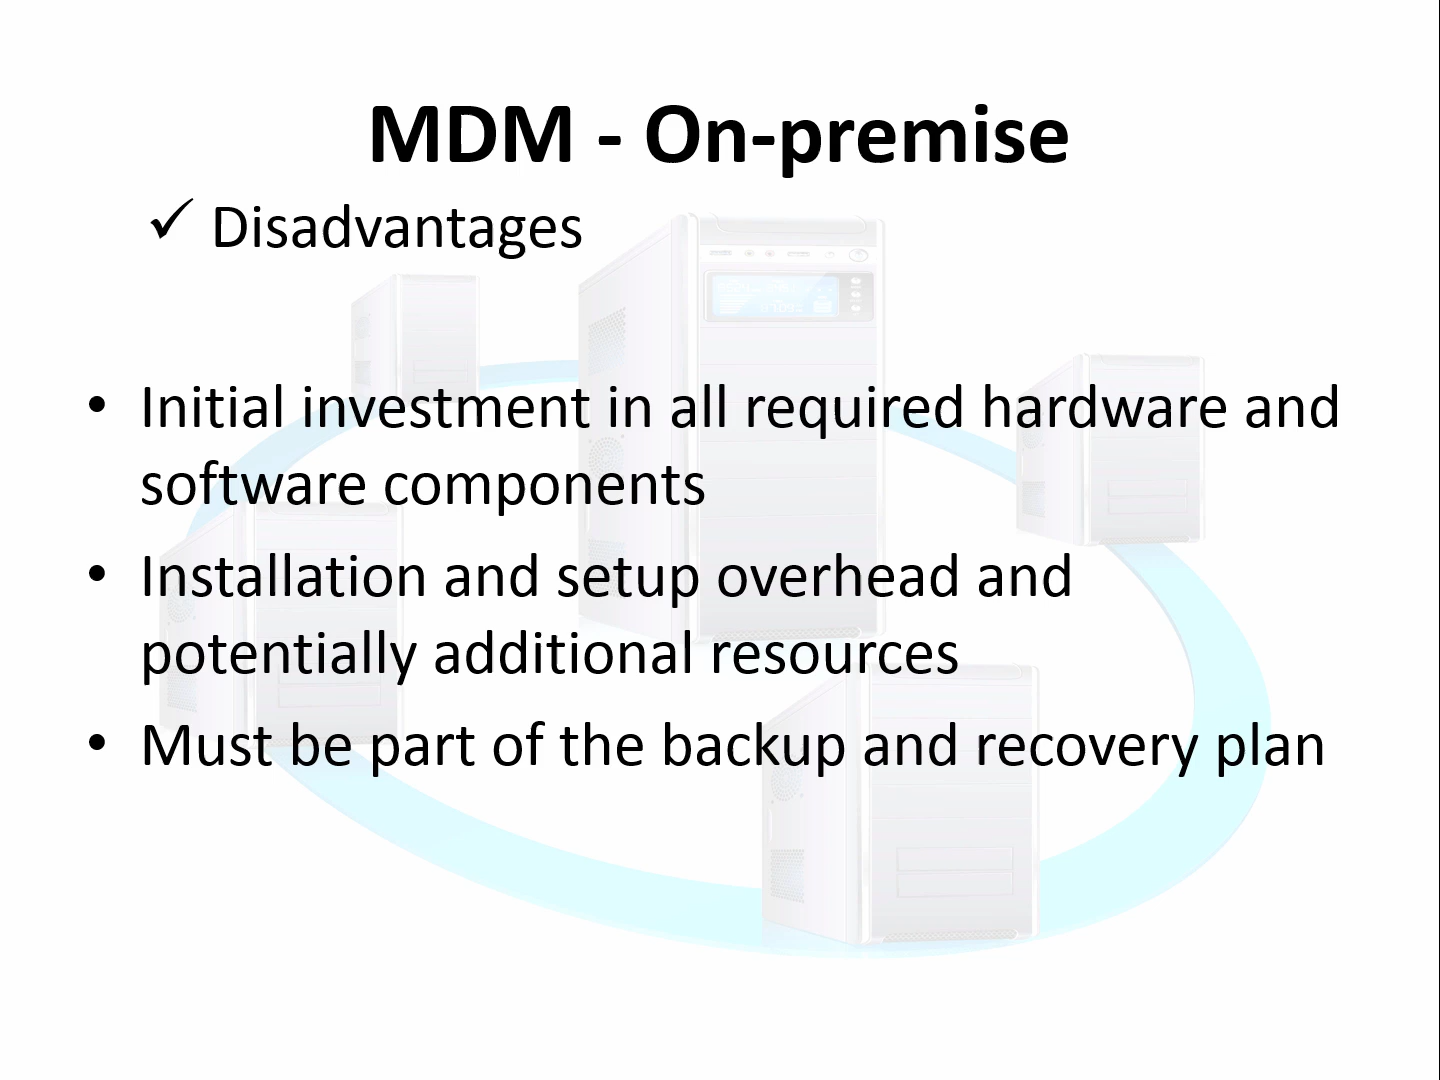 MDM - On-premise
✓ Disadvantages
• Initial investment in all required hardware and
software components
• Installation and setup overhead and
potentially additional resources
• Must be part of the backup and recovery plan